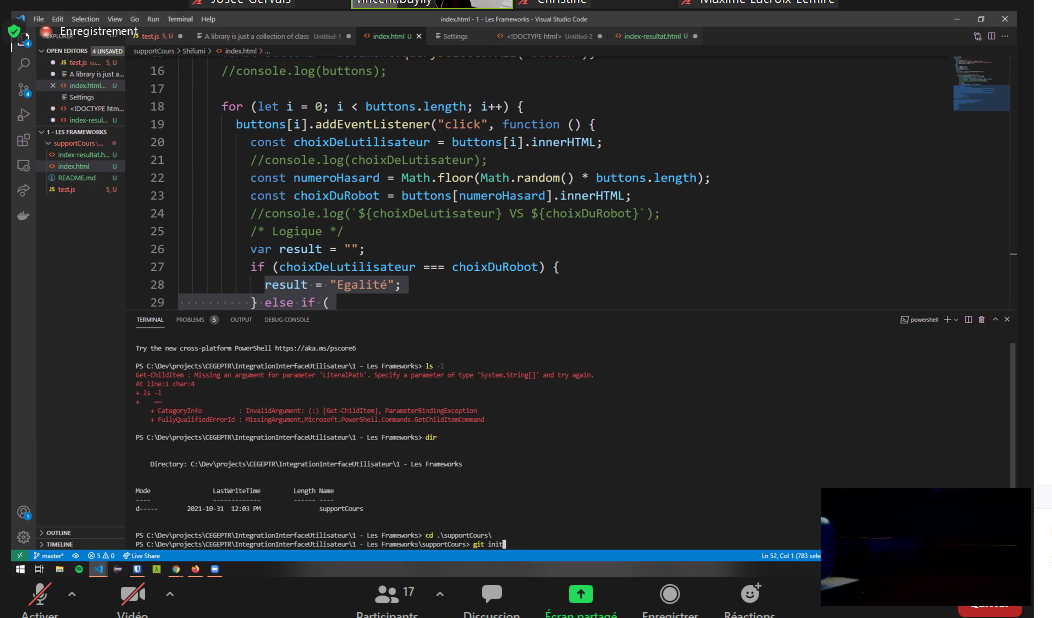 Josée Gervais
vincent.bayily
Christine
Maxime Lacroix-Lemire
File Edit Selection View Go Run Terminal Help
index.html - 1 - Les Frameworks - Visual Studio Code
Enregistrement
test.js 5, U
A library is just a collection of class Untitled-1
index.html U
Settings
<!DOCTYPE html> Untitled-2
index-resultat.html U
supportCours > Shifumi > index.html > ...
OPEN EDITORS 4 UNSAVED
test.js su... 5, U
A library is just a...
index.html... U
Settings
<!DOCTYPE htm...
index-resul... U
1 - LES FRAMEWORKS
supportCours\...
index-resultat.h... U
index.html U
README.md U
test.js 5, U
16 //console.log(buttons);
17
18 for (let i = 0; i < buttons.length; i++) {
19 buttons[i].addEventListener("click", function () {
20 const choixDeLutilisateur = buttons[i].innerHTML;
21 //console.log(choixDeLutisateur);
22 const numeroHasard = Math.floor(Math.random() * buttons.length);
23 const choixDuRobot = buttons[numeroHasard].innerHTML;
24 //console.log(`${choixDeLutisateur} VS ${choixDuRobot}`);
25 /* Logique */
26 var result = "";
27 if (choixDeLutilisateur === choixDuRobot) {
28 result = "Egalité";
29 } else if (
TERMINAL PROBLEMS 5 OUTPUT DEBUG CONSOLE
powershell
Try the new cross-platform PowerShell https://aka.ms/pscore6
PS C:\Dev\projects\CEGEPTR\IntegrationInterfaceUtilisateur\1 - Les Frameworks> ls -l
Get-ChildItem : Missing an argument for parameter 'LiteralPath'. Specify a parameter of type 'System.String[]' and try again.
At line:1 char:4
+ ls -l
+ ~~
+ CategoryInfo : InvalidArgument: (:) [Get-ChildItem], ParameterBindingException
+ FullyQualifiedErrorId : MissingArgument,Microsoft.PowerShell.Commands.GetChildItemCommand
PS C:\Dev\projects\CEGEPTR\IntegrationInterfaceUtilisateur\1 - Les Frameworks> dir
Directory: C:\Dev\projects\CEGEPTR\IntegrationInterfaceUtilisateur\1 - Les Frameworks
Mode LastWriteTime Length Name
---- ------------- ------ ----
d----- 2021-10-31 12:03 PM supportCours
PS C:\Dev\projects\CEGEPTR\IntegrationInterfaceUtilisateur\1 - Les Frameworks> cd .\supportCours\
PS C:\Dev\projects\CEGEPTR\IntegrationInterfaceUtilisateur\1 - Les Frameworks\supportCours> git init
OUTLINE
TIMELINE
master* 5 0 Live Share
Ln 52, Col 1 (783 sele
17
Activer
Vidéo
Participants
Discussion
Écran partagé
Enregistrer
Réactions
Quitter